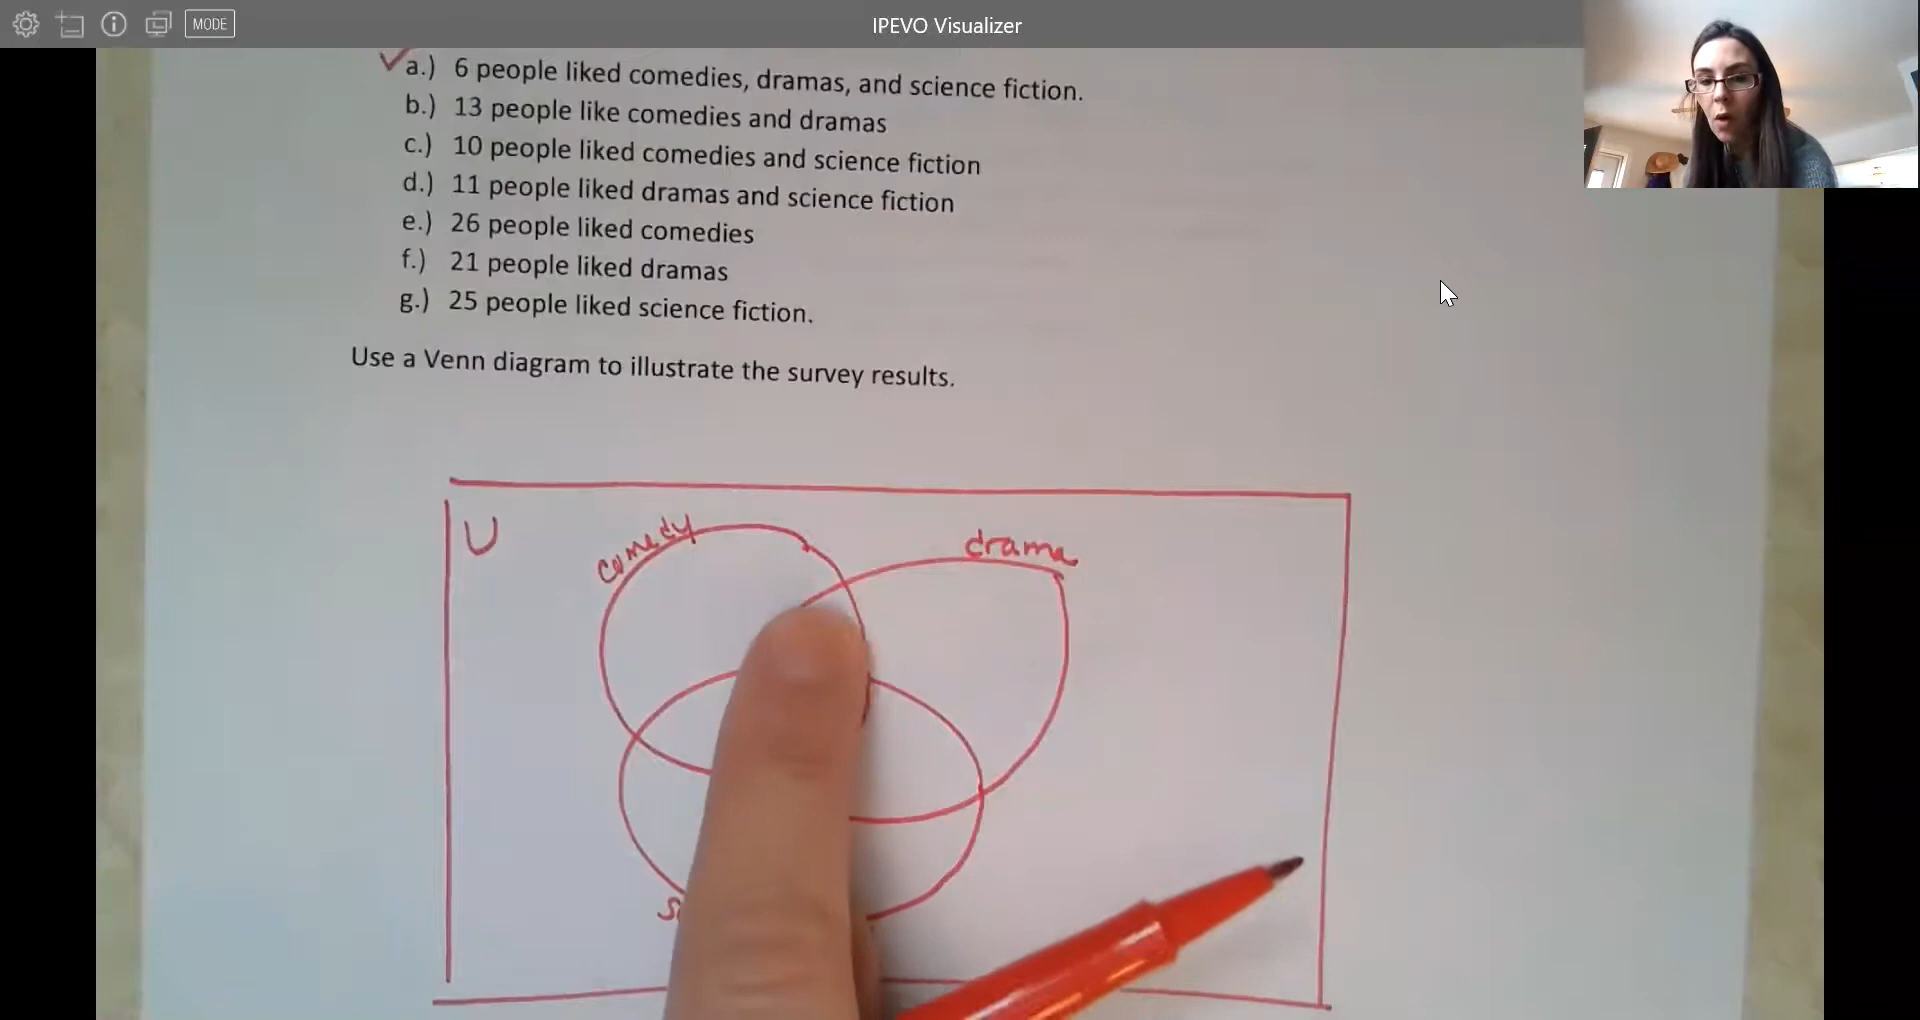 MODE
IPEVO Visualizer
a.) 6 people liked comedies, dramas, and science fiction.
b.) 13 people like comedies and dramas
c.) 10 people liked comedies and science fiction
d.) 11 people liked dramas and science fiction
e.) 26 people liked comedies
f.) 21 people liked dramas
g.) 25 people liked science fiction.
Use a Venn diagram to illustrate the survey results.
U
comedy
drama